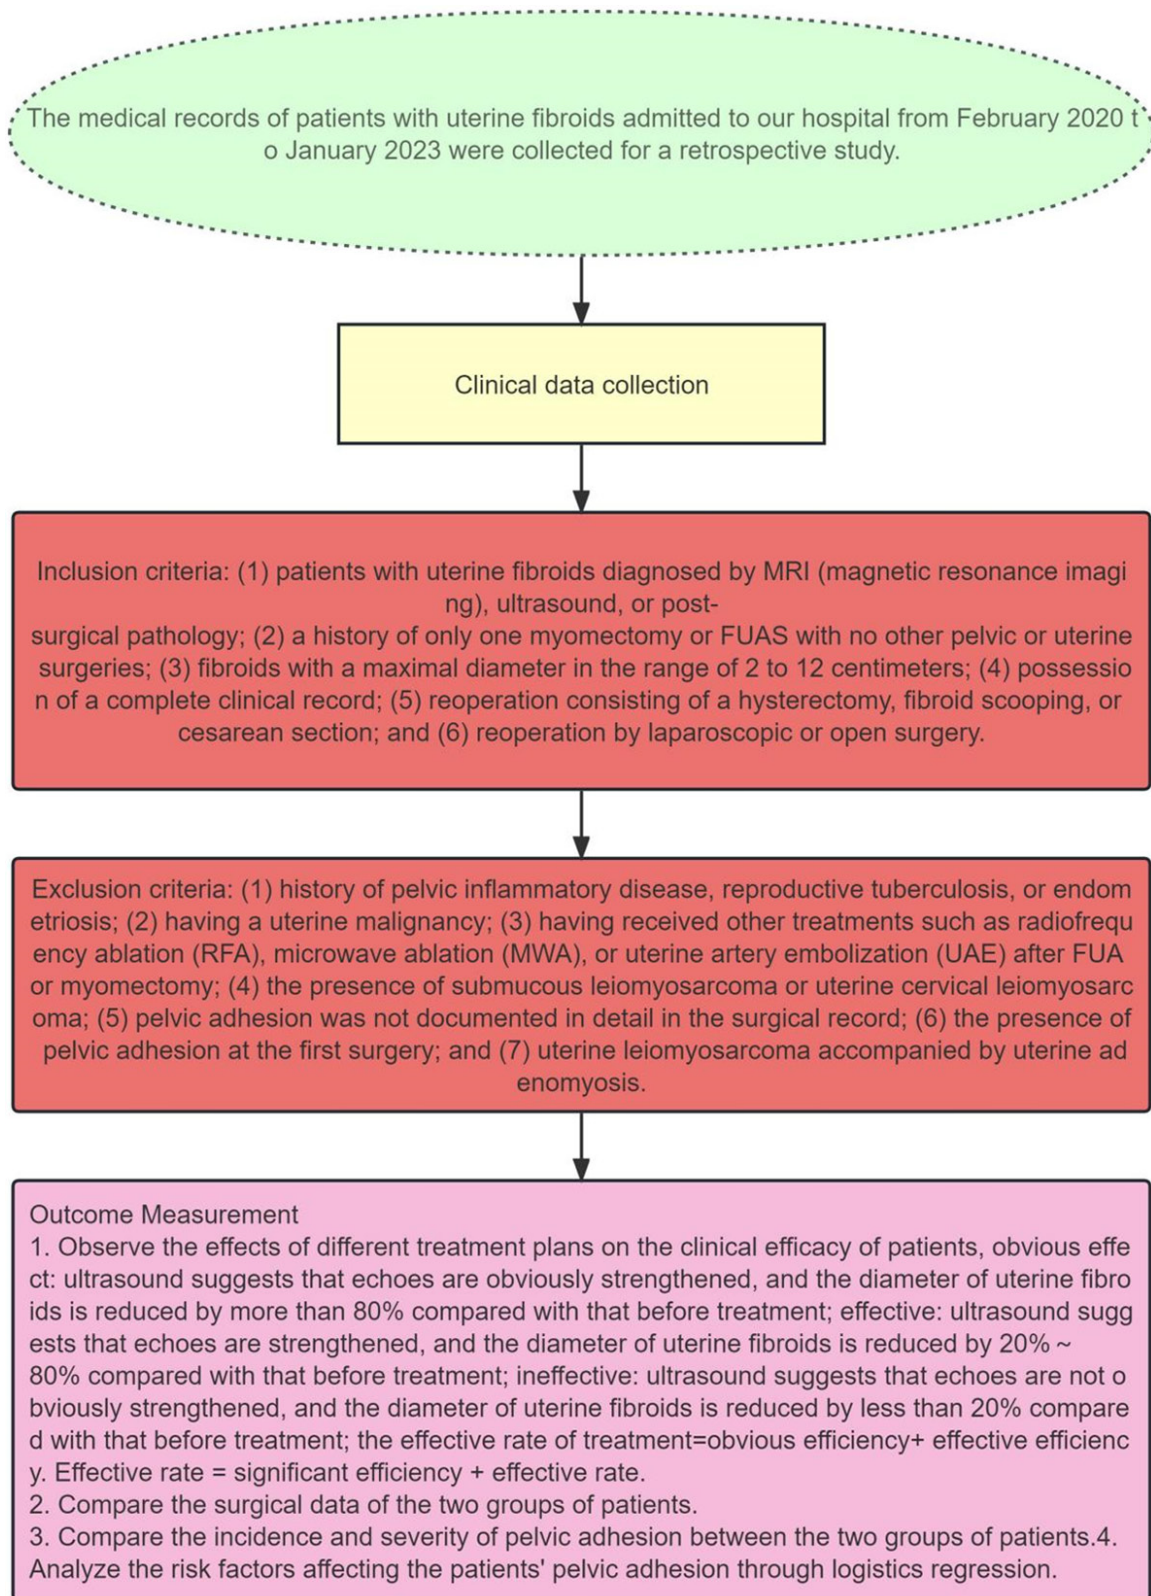 The medical records of patients with uterine fibroids admitted to our hospital from February 2020 t
o January 2023 were collected for a retrospective study.
Clinical data collection
Inclusion criteria: (1) patients with uterine fibroids diagnosed by MRI (magnetic resonance imagi
ng), ultrasound, or post-
surgical pathology; (2) a history of only one myomectomy or FUAS with no other pelvic or uterine
surgeries; (3) fibroids with a maximal diameter in the range of 2 to 12 centimeters; (4) possessio
n of a complete clinical record; (5) reoperation consisting of a hysterectomy, fibroid scooping, or
cesarean section; and (6) reoperation by laparoscopic or open surgery.
Exclusion criteria: (1) history of pelvic inflammatory disease, reproductive tuberculosis, or endom
etriosis; (2) having a uterine malignancy; (3) having received other treatments such as radiofrequ
ency ablation (RFA), microwave ablation (MWA), or uterine artery embolization (UAE) after FUA
or myomectomy; (4) the presence of submucous leiomyosarcoma or uterine cervical leiomyosarc
oma; (5) pelvic adhesion was not documented in detail in the surgical record; (6) the presence of
pelvic adhesion at the first surgery; and (7) uterine leiomyosarcoma accompanied by uterine ad
enomyosis.
Outcome Measurement
1. Observe the effects of different treatment plans on the clinical efficacy of patients, obvious effe
ct: ultrasound suggests that echoes are obviously strengthened, and the diameter of uterine fibro
ids is reduced by more than 80% compared with that before treatment; effective: ultrasound sugg
ests that echoes are strengthened, and the diameter of uterine fibroids is reduced by 20% ~
80% compared with that before treatment; ineffective: ultrasound suggests that echoes are not o
bviously strengthened, and the diameter of uterine fibroids is reduced by less than 20% compare
d with that before treatment; the effective rate of treatment=obvious efficiency+ effective efficienc
y. Effective rate = significant efficiency + effective rate.
2. Compare the surgical data of the two groups of patients.
3. Compare the incidence and severity of pelvic adhesion between the two groups of patients.4.
Analyze the risk factors affecting the patients' pelvic adhesion through logistics regression.